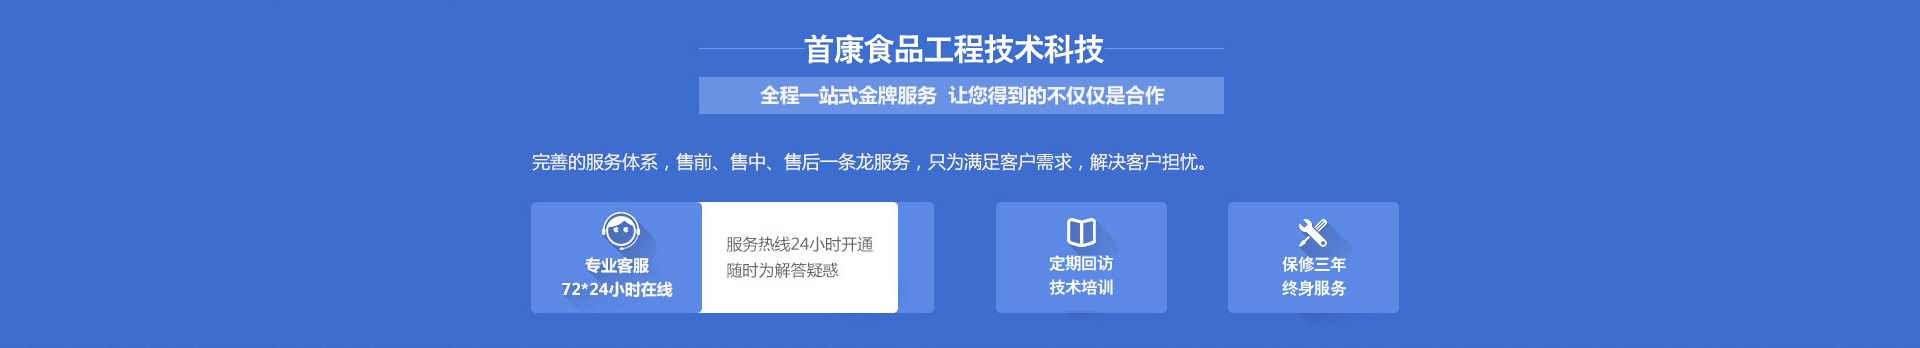 首康食品工程技术科技
全程一站式金牌服务 让您得到的不仅仅是合作
完善的服务体系，售前、售中、售后一条龙服务，只为满足客户需求，解决客户担忧。
专业客服
72*24小时在线
服务热线24小时开通
随时为解答疑惑
定期回访
技术培训
保修三年
终身服务